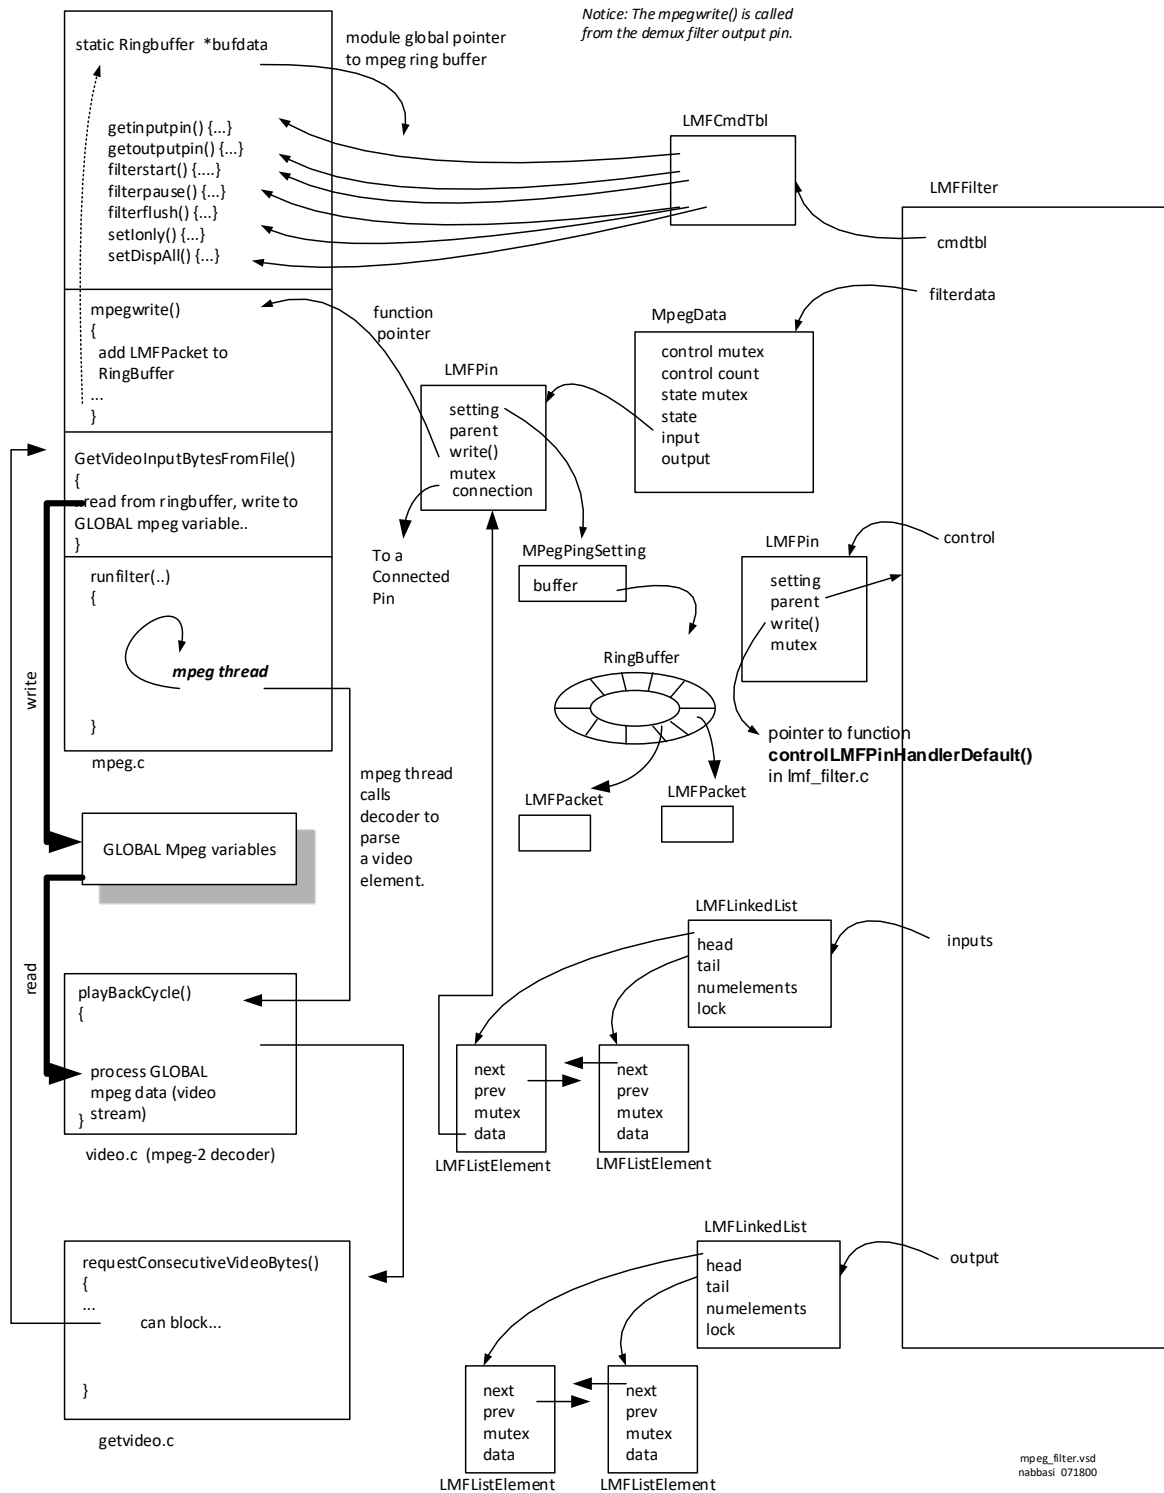 Notice: The mpegwrite() is called
from the demux filter output pin.
static Ringbuffer *bufdata
module global pointer
to mpeg ring buffer
getinputpin() {...}
getoutputpin() {...}
filterstart() {....}
filterpause() {...}
filterflush() {...}
setIonly() {...}
setDispAll() {...}
LMFCmdTbl
LMFFilter
cmdtbl
filterdata
mpegwrite()
{
add LMFPacket to
RingBuffer
...
}
function
pointer
MpegData
control mutex
control count
state mutex
state
input
output
LMFPin
setting
parent
write()
mutex
connection
GetVideoInputBytesFromFile()
{
..read from ringbuffer, write to
GLOBAL mpeg variable..
}
To a
Connected
Pin
MPegPingSetting
buffer
LMFPin
setting
parent
write()
mutex
control
runfilter(..)
{
mpeg thread
}
mpeg.c
write
RingBuffer
pointer to function
controlLMFPinHandlerDefault()
in lmf_filter.c
LMFPacket
LMFPacket
mpeg thread
calls
decoder to
parse
a video
element.
GLOBAL Mpeg variables
read
LMFLinkedList
head
tail
numelements
lock
inputs
playBackCycle()
{
process GLOBAL
mpeg data (video
stream)
}
video.c (mpeg-2 decoder)
next
prev
mutex
data
LMFListElement
next
prev
mutex
data
LMFListElement
requestConsecutiveVideoBytes()
{
...
can block...
}
getvideo.c
LMFLinkedList
head
tail
numelements
lock
output
next
prev
mutex
data
LMFListElement
next
prev
mutex
data
LMFListElement
mpeg_filter.vsd
nabbasi 071800